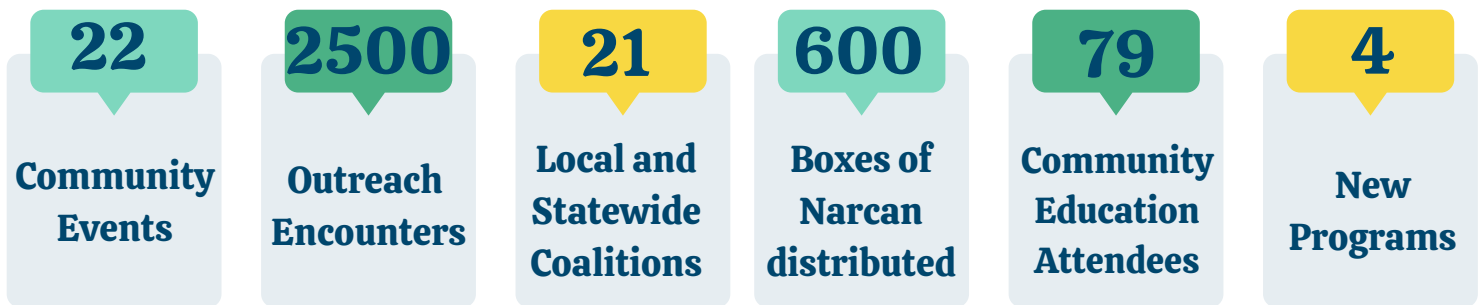 22
Community
Events
2500
Outreach
Encounters
21
Local and
Statewide
Coalitions
600
Boxes of
Narcan
distributed
79
Community
Education
Attendees
4
New
Programs